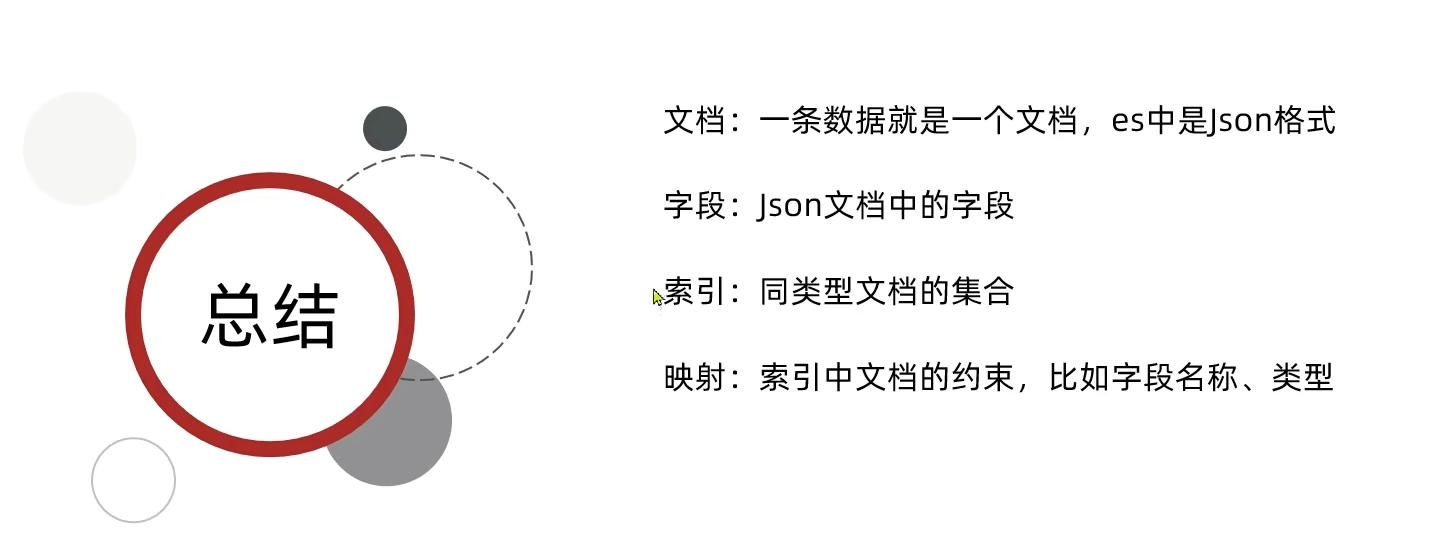 总结
文档：一条数据就是一个文档，es中是Json格式
字段：Json文档中的字段
索引：同类型文档的集合
映射：索引中文档的约束，比如字段名称、类型